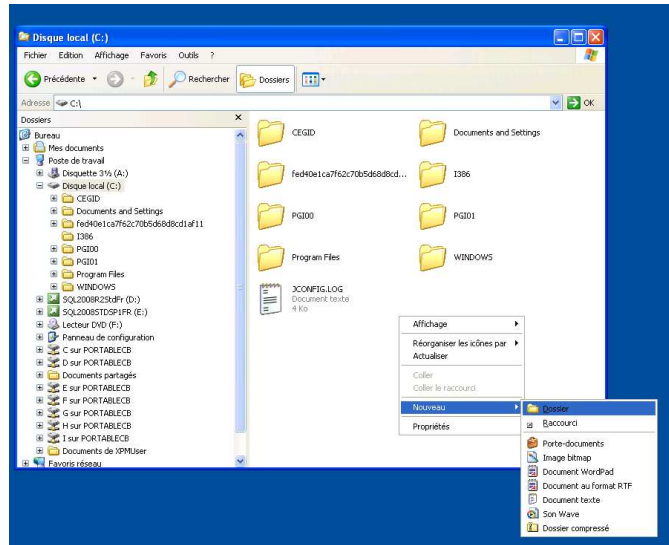 Disque local (C:)
Fichier Edition Affichage Favoris Outils ?
Précédente Rechercher Dossiers
Adresse C:\ OK
Dossiers
Bureau
Mes documents
Poste de travail
Disquette 3½ (A:)
Disque local (C:)
CEGID
Documents and Settings
fed40e1ca7f62c70b5d68d8cd1af11
I386
PGI00
PGI01
Program Files
WINDOWS
SQL2008R2StdFr (D:)
SQL2008STDSP1FR (E:)
Lecteur DVD (F:)
Panneau de configuration
C sur PORTABLECB
D sur PORTABLECB
Documents partagés
E sur PORTABLECB
F sur PORTABLECB
G sur PORTABLECB
H sur PORTABLECB
I sur PORTABLECB
Documents de XPMUser
Favoris réseau
CEGID
Documents and Settings
fed40e1ca7f62c70b5d68d8cd...
I386
PGI00
PGI01
Program Files
WINDOWS
JCONFIG.LOG
Document texte
4 Ko
Affichage
Réorganiser les icônes par
Actualiser
Coller
Coller le raccourci
Nouveau
Propriétés
Dossier
Raccourci
Porte-documents
Image bitmap
Document WordPad
Document au format RTF
Document texte
Son Wave
Dossier compressé